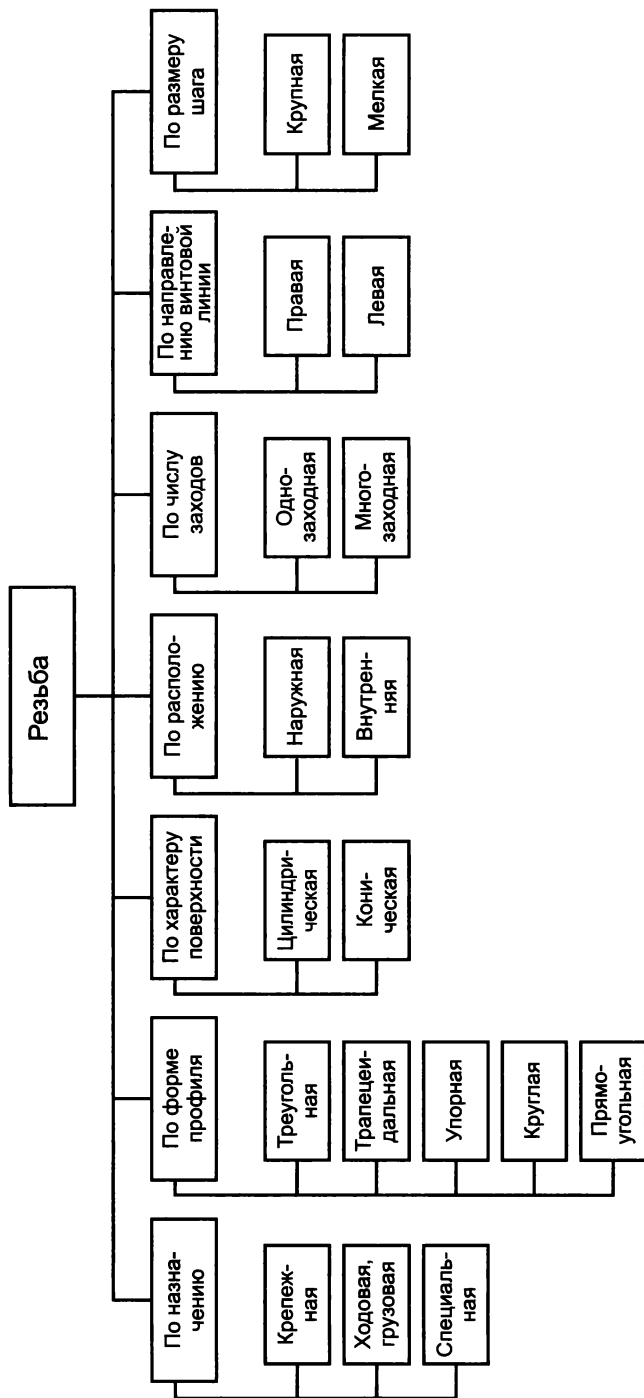 Резьба
По назна-
чению
Крепеж-
ная
Ходовая,
грузовая
Специаль-
ная
По форме
профиля
Треуголь-
ная
Трапецеи-
дальная
Упорная
Круглая
Прямо-
угольная
По характеру
поверхности
Цилиндри-
ческая
Кони-
ческая
По располо-
жению
Наружная
Внутрен-
няя
По числу
заходов
Одно-
заходная
Много-
заходная
По направле-
нию винтовой
линии
Правая
Левая
По размеру
шага
Крупная
Мелкая